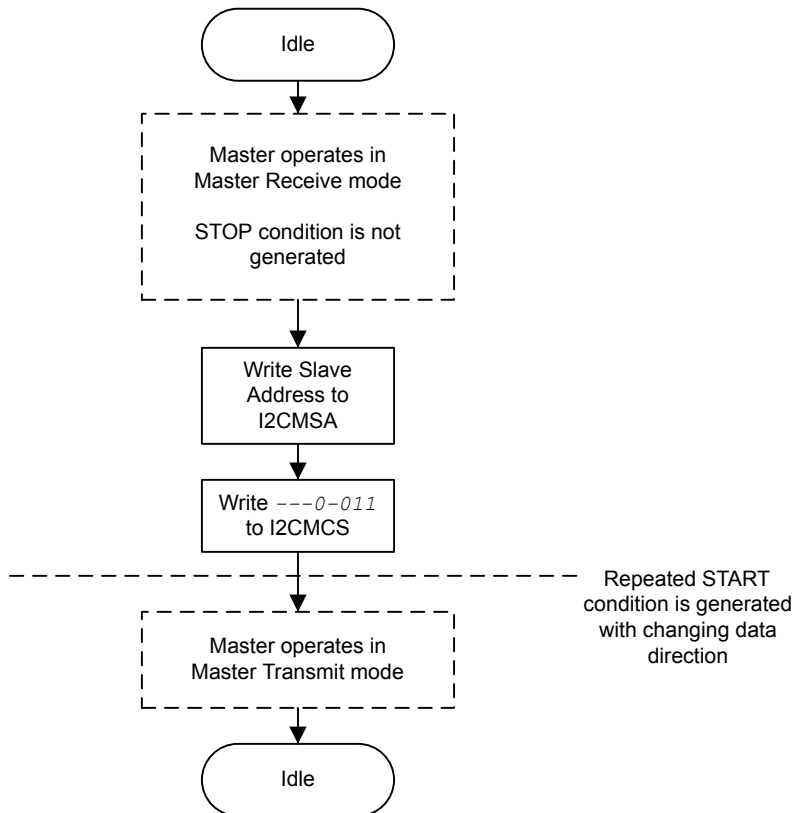 Idle
Master operates in
Master Receive mode
STOP condition is not
generated
Write Slave
Address to
I2CMSA
Write ---0-011
to I2CMCS
Repeated START
condition is generated
with changing data
direction
Master operates in
Master Transmit mode
Idle